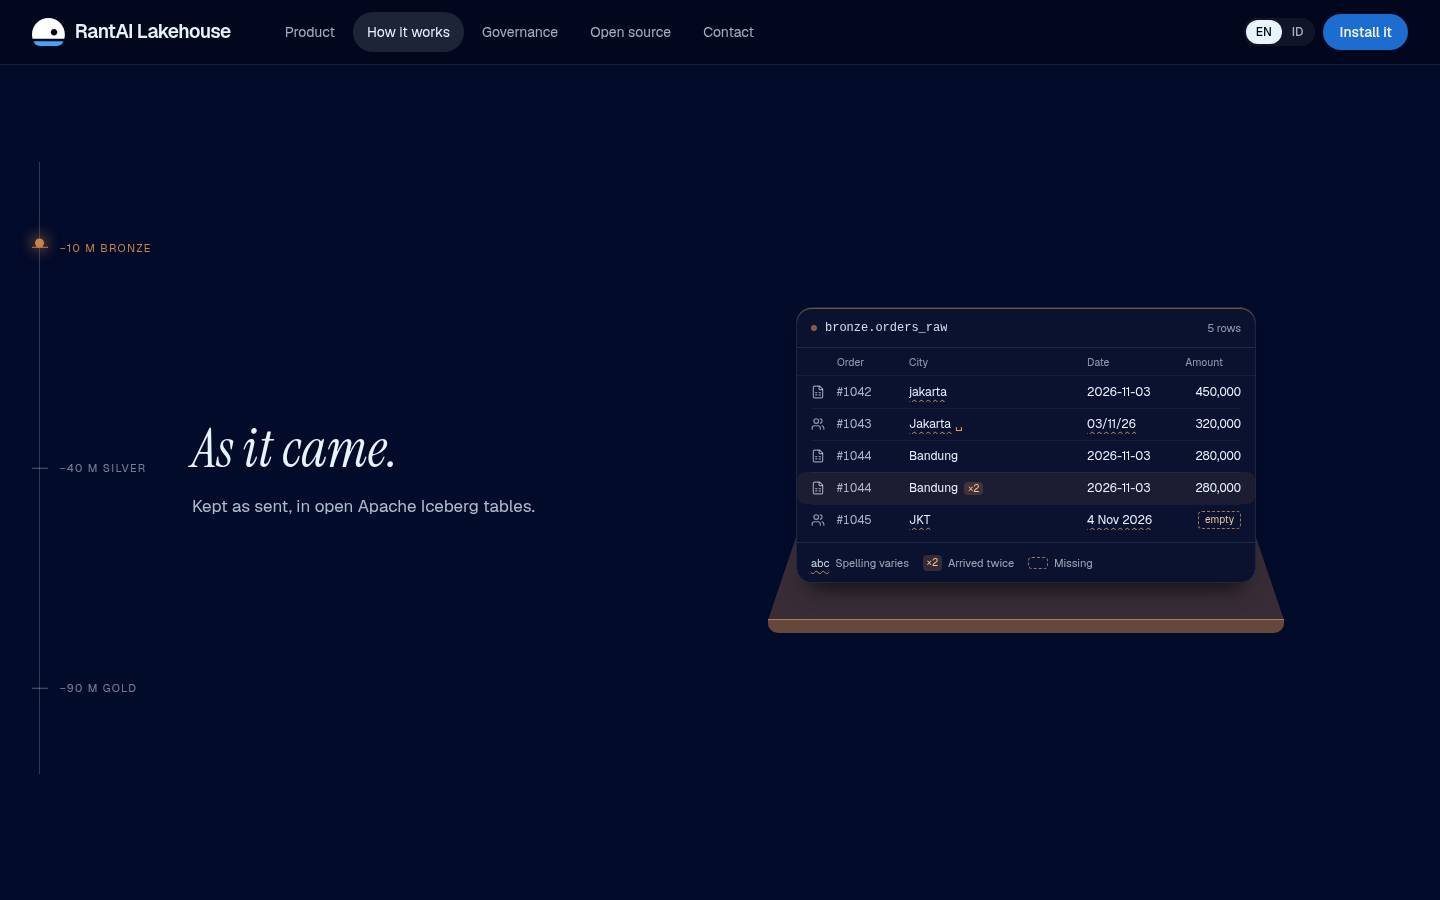 RantAI Lakehouse
Product
How it works
Governance
Open source
Contact
EN
ID
Install it
−10 M BRONZE
−40 M SILVER
−90 M GOLD
As it came.
Kept as sent, in open Apache Iceberg tables.
bronze.orders_raw 5 rows
Order City Date Amount
#1042 jakarta 2026-11-03 450,000
#1043 Jakarta ␣ 03/11/26 320,000
#1044 Bandung 2026-11-03 280,000
#1044 Bandung ×2 2026-11-03 280,000
#1045 JKT 4 Nov 2026 empty
abc Spelling varies ×2 Arrived twice Missing